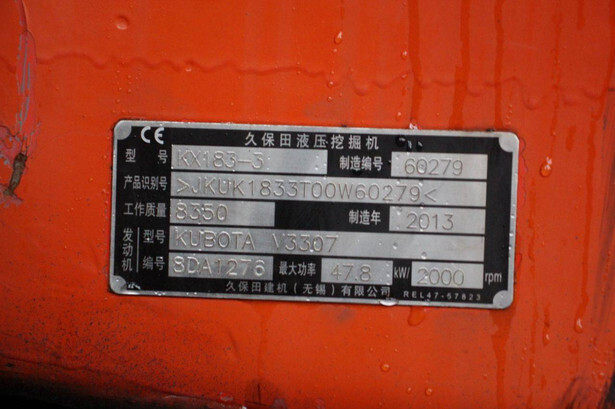 CE 久保田液压挖掘机
型号 KX183-3 制造编号 60279
产品识别号 >JKUK1833T00W60279<
工作质量 8350 制造年 2013
发动机 型号 KUBOTA V3307
编号 8DA1276 最大功率 47.8 kW/ 2000 rpm
久保田建机(无锡)有限公司 REL47-57823